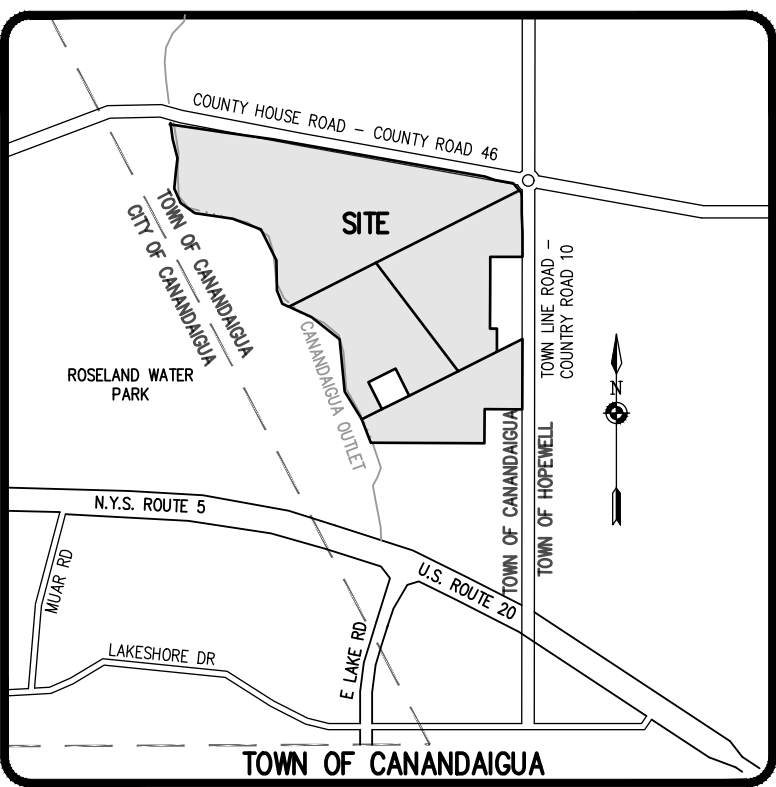 COUNTY HOUSE ROAD - COUNTY ROAD 46
SITE
TOWN OF CANANDAIGUA
CITY OF CANANDAIGUA
TOWN LINE ROAD -
COUNTRY ROAD 10
N
ROSELAND WATER
PARK
CANANDAIGUA OUTLET
TOWN OF CANANDAIGUA
TOWN OF HOPEWELL
N.Y.S. ROUTE 5
U.S. ROUTE 20
MUAR RD
LAKESHORE DR
E LAKE RD
TOWN OF CANANDAIGUA